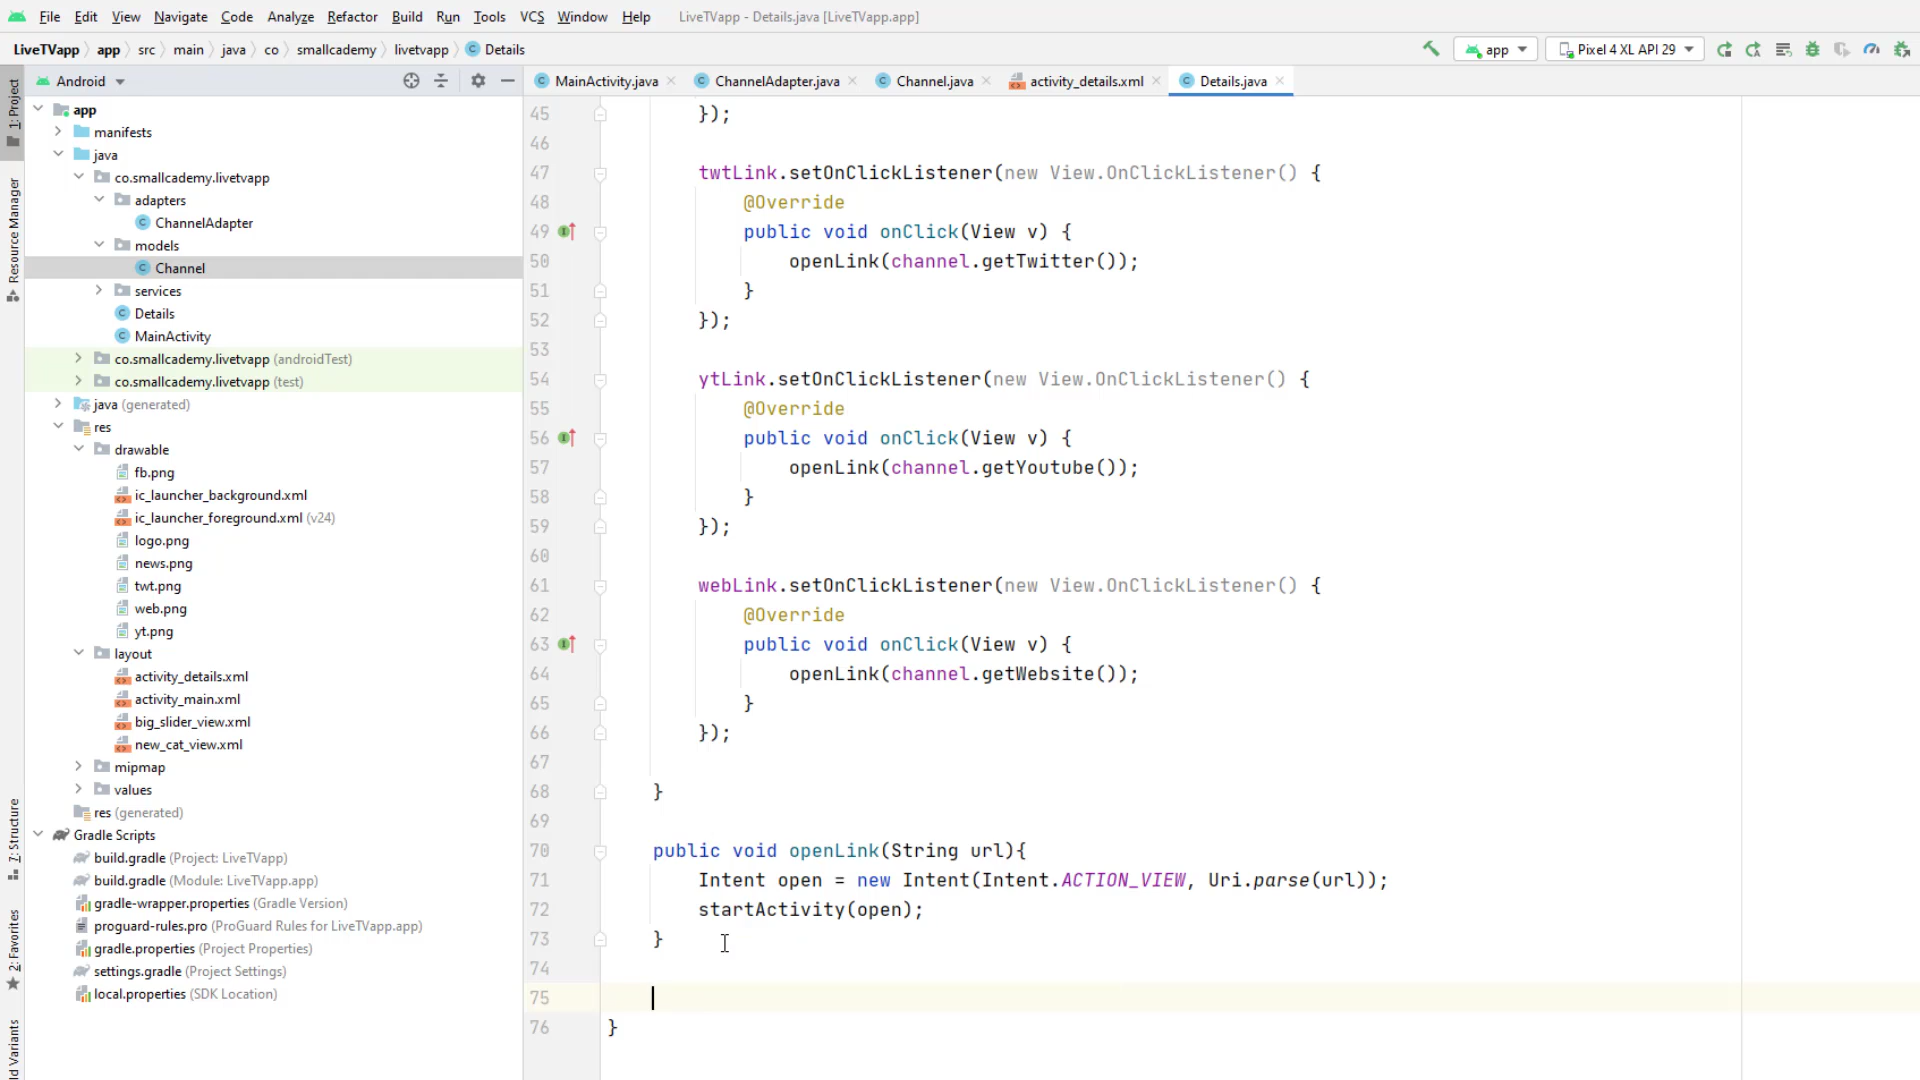 File Edit View Navigate Code Analyze Refactor Build Run Tools VCS Window Help LiveTVapp - Details.java [LiveTVapp.app]
LiveTVapp app src main java co smallcademy livetvapp Details app Pixel 4 XL API 29
Android MainActivity.java ChannelAdapter.java Channel.java activity_details.xml Details.java
1: Project
Resource Manager
7: Structure
2: Favorites
ld Variants
app
manifests
java
co.smallcademy.livetvapp
adapters
ChannelAdapter
models
Channel
services
Details
MainActivity
co.smallcademy.livetvapp (androidTest)
co.smallcademy.livetvapp (test)
java (generated)
res
drawable
fb.png
ic_launcher_background.xml
ic_launcher_foreground.xml (v24)
logo.png
news.png
twt.png
web.png
yt.png
layout
activity_details.xml
activity_main.xml
big_slider_view.xml
new_cat_view.xml
mipmap
values
res (generated)
Gradle Scripts
build.gradle (Project: LiveTVapp)
build.gradle (Module: LiveTVapp.app)
gradle-wrapper.properties (Gradle Version)
proguard-rules.pro (ProGuard Rules for LiveTVapp.app)
gradle.properties (Project Properties)
settings.gradle (Project Settings)
local.properties (SDK Location)
45 });
46
47 twtLink.setOnClickListener(new View.OnClickListener() {
48 @Override
49 public void onClick(View v) {
50 openLink(channel.getTwitter());
51 }
52 });
53
54 ytLink.setOnClickListener(new View.OnClickListener() {
55 @Override
56 public void onClick(View v) {
57 openLink(channel.getYoutube());
58 }
59 });
60
61 webLink.setOnClickListener(new View.OnClickListener() {
62 @Override
63 public void onClick(View v) {
64 openLink(channel.getWebsite());
65 }
66 });
67
68 }
69
70 public void openLink(String url){
71 Intent open = new Intent(Intent.ACTION_VIEW, Uri.parse(url));
72 startActivity(open);
73 }
74
75
76 }